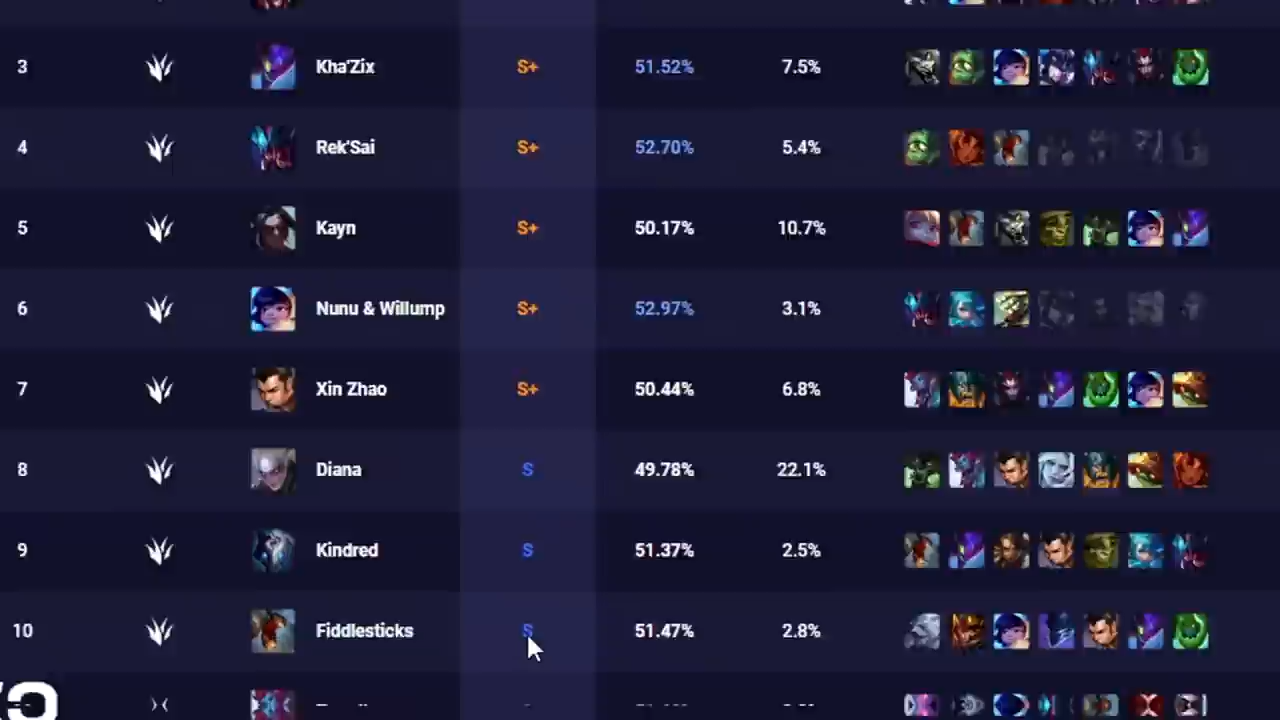 3 Kha'Zix S+ 51.52% 7.5%
4 Rek'Sai S+ 52.70% 5.4%
5 Kayn S+ 50.17% 10.7%
6 Nunu & Willump S+ 52.97% 3.1%
7 Xin Zhao S+ 50.44% 6.8%
8 Diana S 49.78% 22.1%
9 Kindred S 51.37% 2.5%
10 Fiddlesticks S 51.47% 2.8%